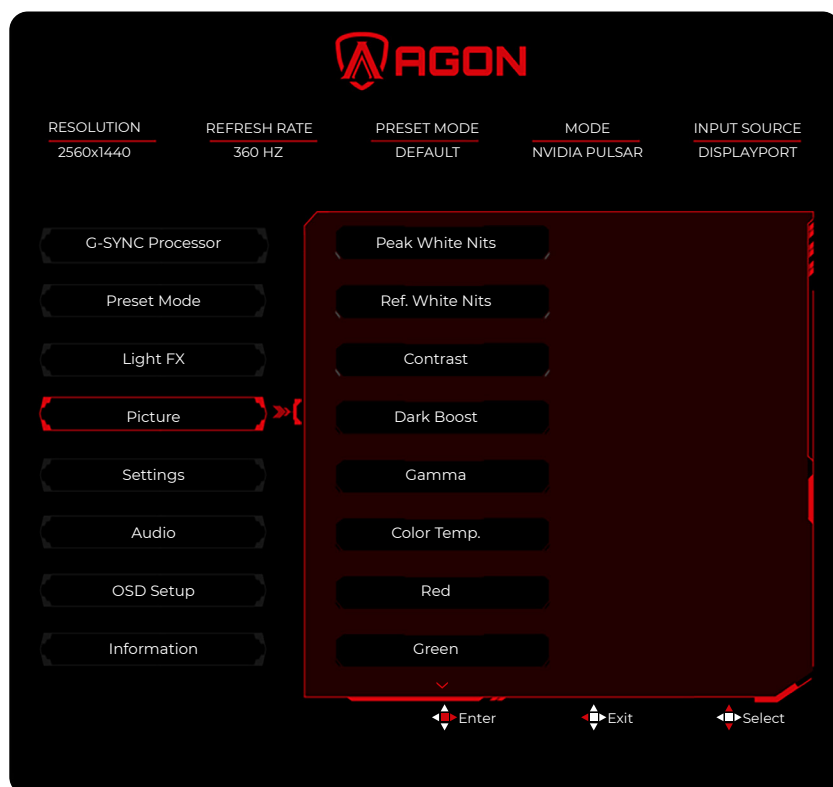 AGON
RESOLUTION REFRESH RATE PRESET MODE MODE INPUT SOURCE
2560x1440 360 HZ DEFAULT NVIDIA PULSAR DISPLAYPORT
G-SYNC Processor Peak White Nits
Preset Mode Ref. White Nits
Light FX Contrast
Picture Dark Boost
Settings Gamma
Audio Color Temp.
OSD Setup Red
Information Green
Enter Exit Select